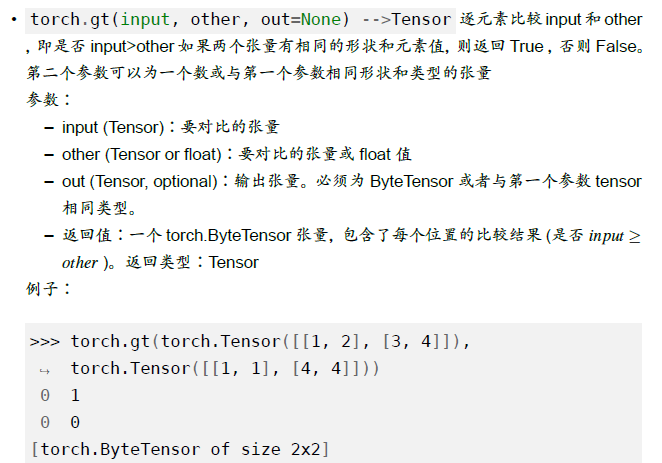 • torch.gt(input, other, out=None) -->Tensor 逐元素比较input 和 other
，即是否 input>other 如果两个张量有相同的形状和元素值, 则返回 True ，否则 False。
第二个参数可以为一个数或与第一个参数相同形状和类型的张量
参数：
– input (Tensor)：要对比的张量
– other (Tensor or float)：要对比的张量或 float 值
– out (Tensor, optional)：输出张量。必须为 ByteTensor 或者与第一个参数 tensor
相同类型。
– 返回值：一个 torch.ByteTensor 张量, 包含了每个位置的比较结果 (是否 input ≥
other )。返回类型：Tensor
例子：
>>> torch.gt(torch.Tensor([[1, 2], [3, 4]]),
↪ torch.Tensor([[1, 1], [4, 4]]))
0 1
0 0
[torch.ByteTensor of size 2x2]